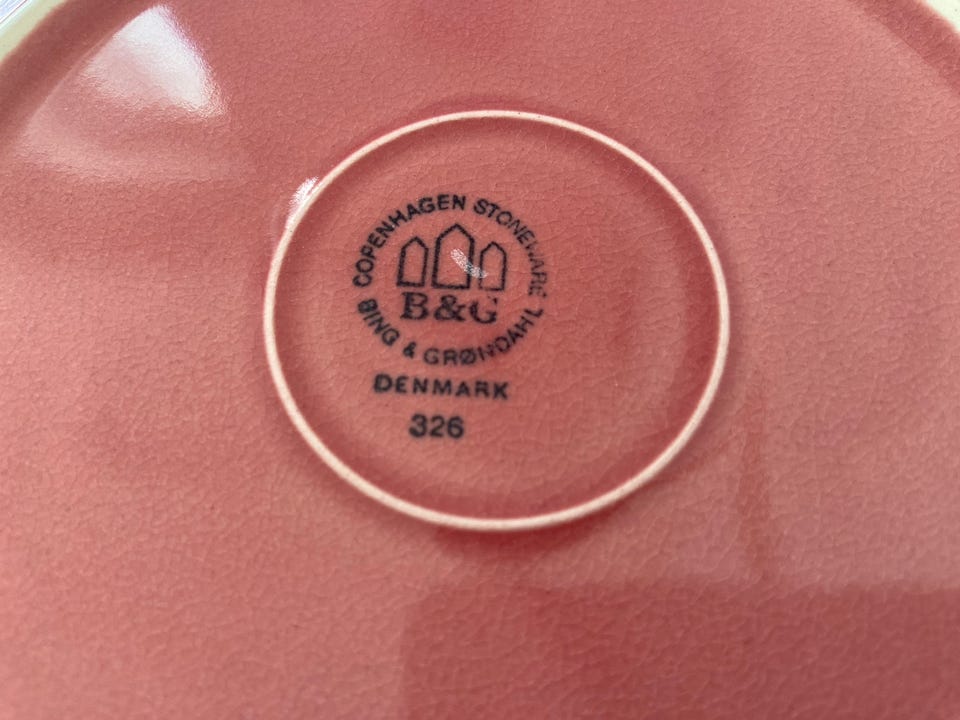 COPENHAGEN STONEWARE
B&G
BING & GRØNDAHL
DENMARK
326